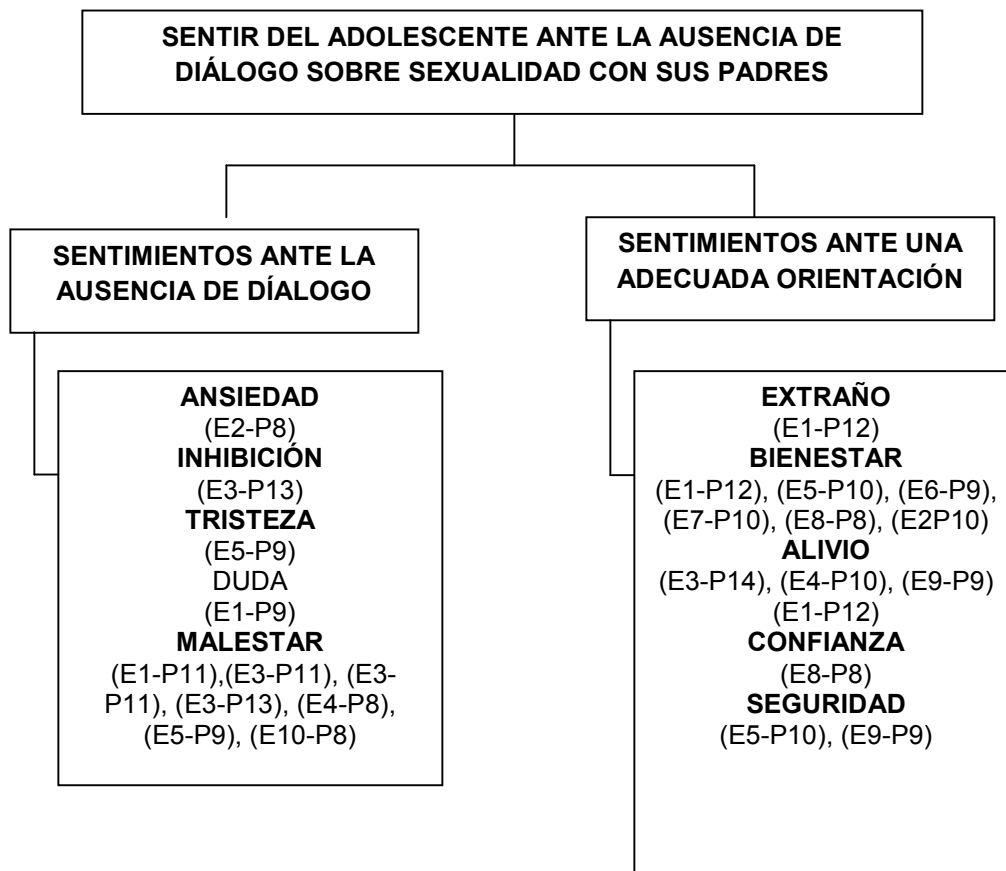 SENTIR DEL ADOLESCENTE ANTE LA AUSENCIA DE
DIÁLOGO SOBRE SEXUALIDAD CON SUS PADRES
SENTIMIENTOS ANTE LA
AUSENCIA DE DÍALOGO
ANSIEDAD
(E2-P8)
INHIBICIÓN
(E3-P13)
TRISTEZA
(E5-P9)
DUDA
(E1-P9)
MALESTAR
(E1-P11),(E3-P11), (E3-
P11), (E3-P13), (E4-P8),
(E5-P9), (E10-P8)
SENTIMIENTOS ANTE UNA
ADECUADA ORIENTACIÓN
EXTRAÑO
(E1-P12)
BIENESTAR
(E1-P12), (E5-P10), (E6-P9),
(E7-P10), (E8-P8), (E2P10)
ALIVIO
(E3-P14), (E4-P10), (E9-P9)
(E1-P12)
CONFIANZA
(E8-P8)
SEGURIDAD
(E5-P10), (E9-P9)